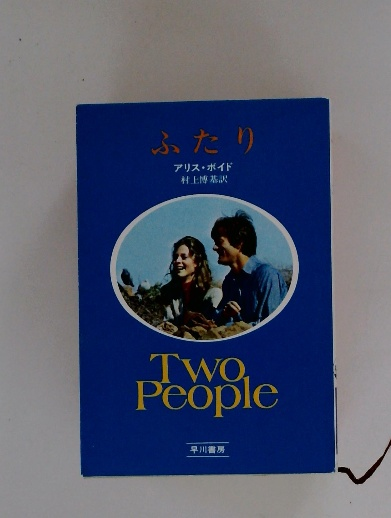 ふたり
アリス・ボイド
村上博基訳
Two
People
早川書房